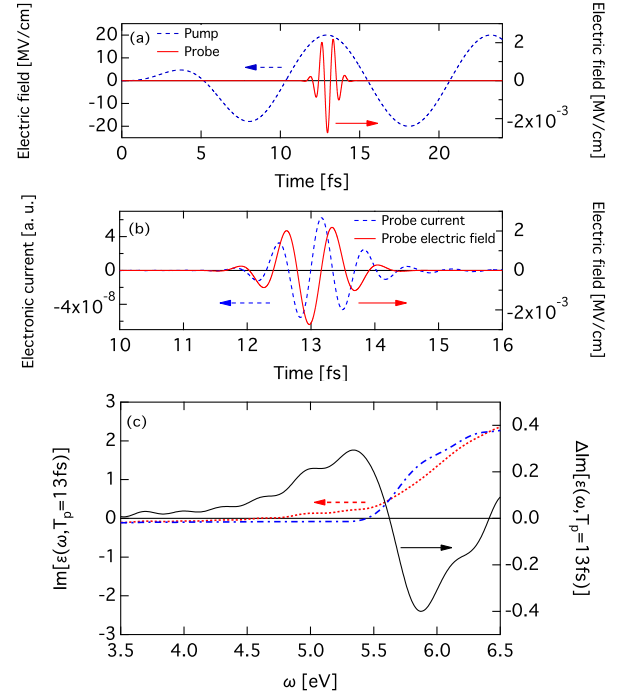 (a)
Pump
Probe
Electric field [MV/cm]
20
10
0
-10
-20
2
0
-2x10-3
Electric field [MV/cm]
0
5
10
15
20
Time [fs]
(b)
Probe current
Probe electric field
Electronic current [a. u.]
4
0
-4x10-8
2
0
-2x10-3
Electric field [MV/cm]
10
11
12
13
14
15
16
Time [fs]
(c)
Im[ε(ω,Tp=13fs)]
3
2
1
0
-1
-2
-3
0.4
0.2
0.0
-0.2
-0.4
ΔIm[ε(ω,Tp=13fs)]
3.5
4.0
4.5
5.0
5.5
6.0
6.5
ω [eV]